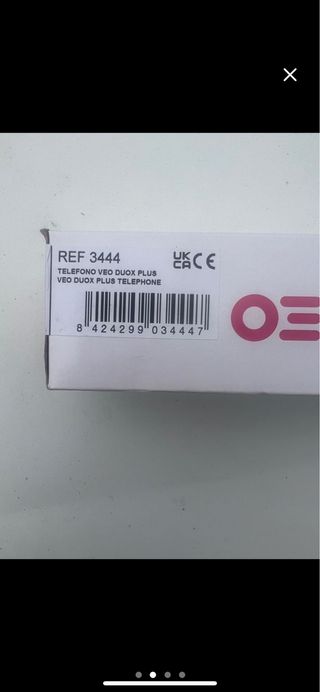 REF 3444
UK
CA CE
TELEFONO VEO DUOX PLUS
VEO DUOX PLUS TELEPHONE
8 424299 034447